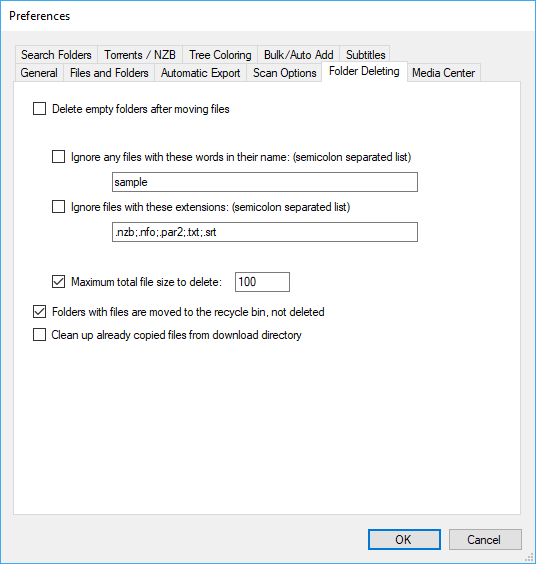 Preferences
Search Folders Torrents / NZB Tree Coloring Bulk/Auto Add Subtitles
General Files and Folders Automatic Export Scan Options Folder Deleting Media Center
Delete empty folders after moving files
Ignore any files with these words in their name: (semicolon separated list)
sample
Ignore files with these extensions: (semicolon separated list)
.nzb;.nfo;.par2;.txt;.srt
Maximum total file size to delete: 100
Folders with files are moved to the recycle bin, not deleted
Clean up already copied files from download directory
OK Cancel